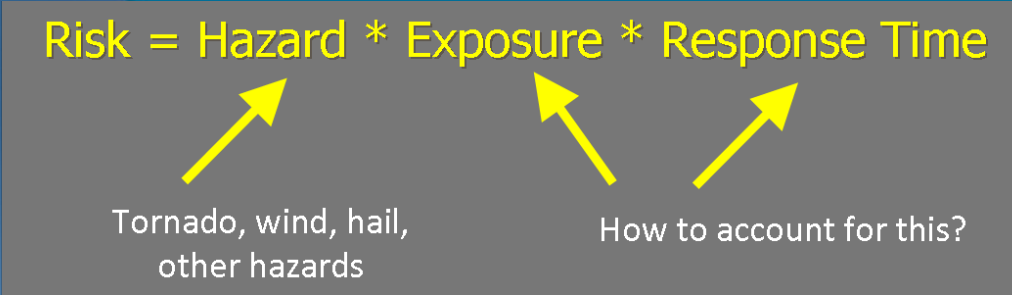 Risk = Hazard * Exposure * Response Time
Tornado, wind, hail,
other hazards
How to account for this?